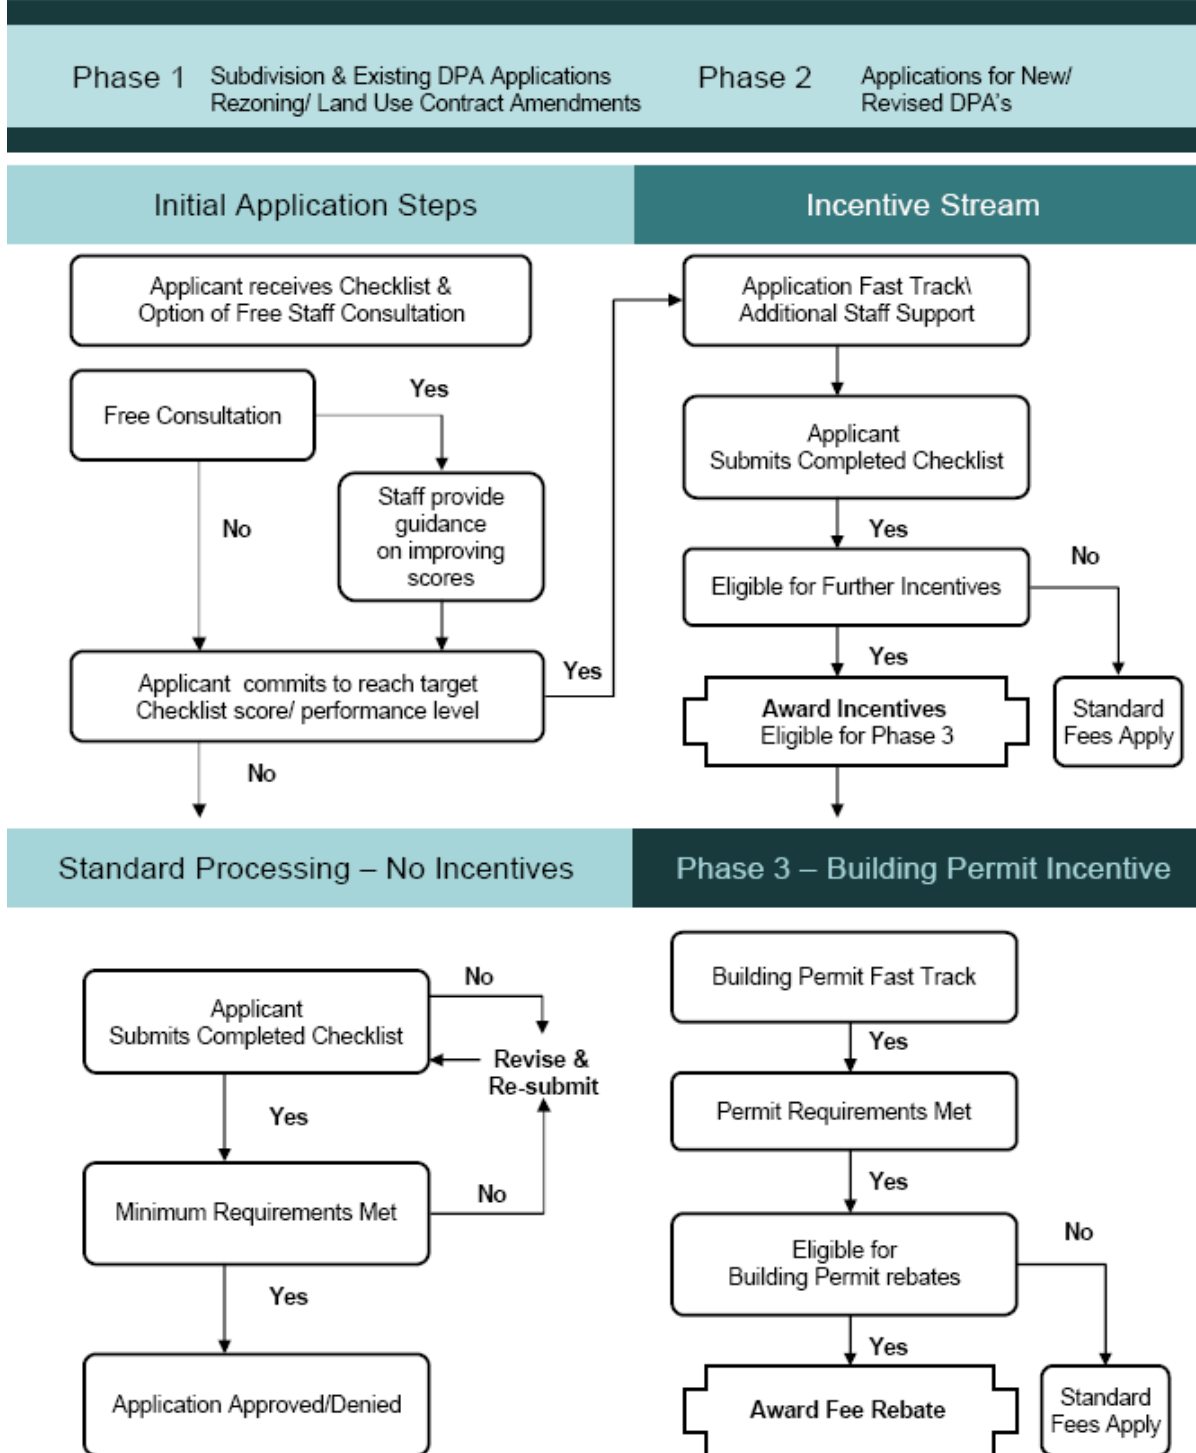 Phase 1
Subdivision & Existing DPA Applications
Rezoning/ Land Use Contract Amendments
Phase 2
Applications for New/
Revised DPA's
Initial Application Steps
Applicant receives Checklist &
Option of Free Staff Consultation
Free Consultation
Yes
No
Staff provide
guidance
on improving
scores
Applicant commits to reach target
Checklist score/ performance level
Yes
No
Incentive Stream
Application Fast Track\
Additional Staff Support
Applicant
Submits Completed Checklist
Yes
Eligible for Further Incentives
No
Yes
Award Incentives
Eligible for Phase 3
Standard
Fees Apply
Standard Processing – No Incentives
Applicant
Submits Completed Checklist
No
Revise &
Re-submit
Yes
Minimum Requirements Met
No
Yes
Application Approved/Denied
Phase 3 – Building Permit Incentive
Building Permit Fast Track
Yes
Permit Requirements Met
Yes
Eligible for
Building Permit rebates
No
Yes
Award Fee Rebate
Standard
Fees Apply